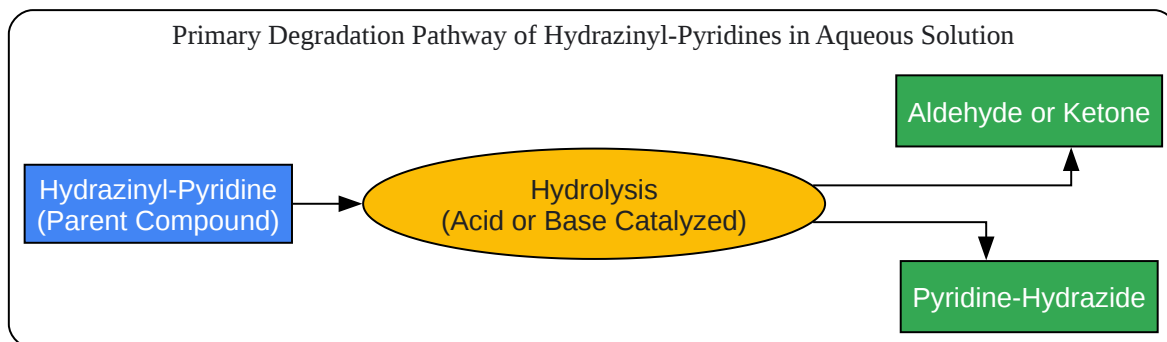 Primary Degradation Pathway of Hydrazinyl-Pyridines in Aqueous Solution
Aldehyde or Ketone
Hydrazinyl-Pyridine
(Parent Compound)
Hydrolysis
(Acid or Base Catalyzed)
Pyridine-Hydrazide